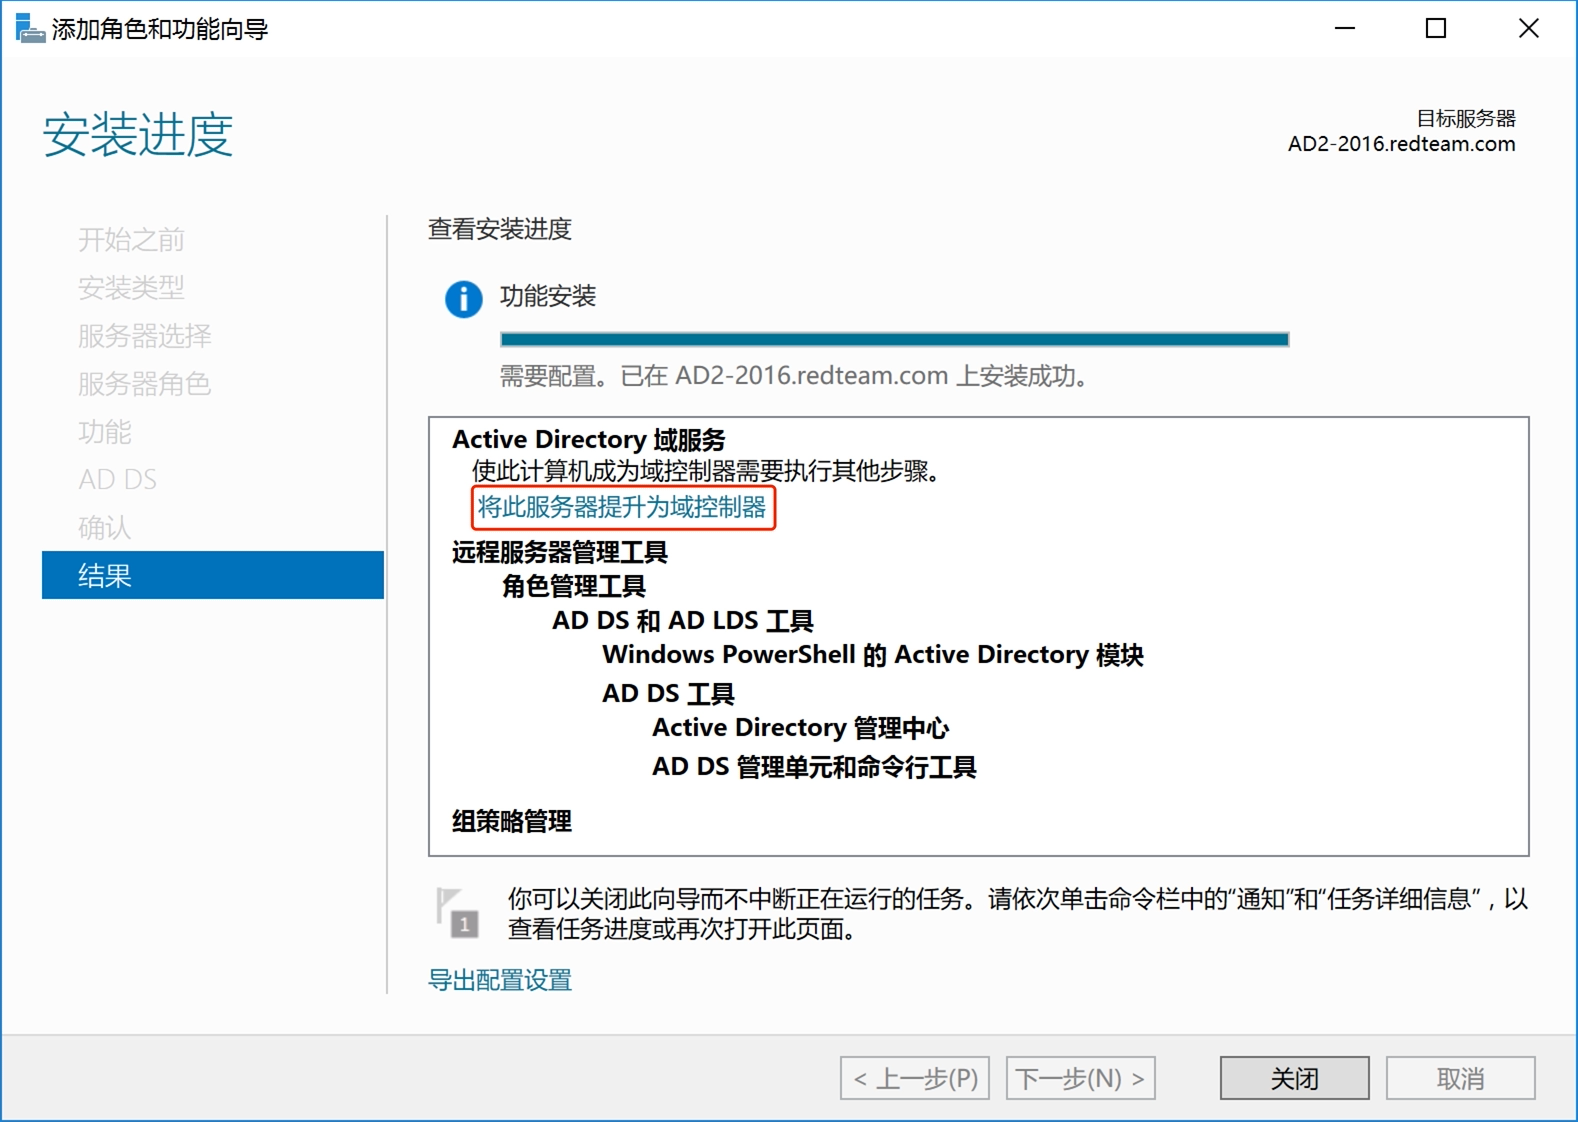 添加角色和功能向导
安装进度
目标服务器
AD2-2016.redteam.com
开始之前
安装类型
服务器选择
服务器角色
功能
AD DS
确认
结果
查看安装进度
功能安装
需要配置。已在 AD2-2016.redteam.com 上安装成功。
Active Directory 域服务
使此计算机成为域控制器需要执行其他步骤。
将此服务器提升为域控制器
远程服务器管理工具
角色管理工具
AD DS 和 AD LDS 工具
Windows PowerShell 的 Active Directory 模块
AD DS 工具
Active Directory 管理中心
AD DS 管理单元和命令行工具
组策略管理
1
你可以关闭此向导而不中断正在运行的任务。请依次单击命令栏中的“通知”和“任务详细信息”，以
查看任务进度或再次打开此页面。
导出配置设置
< 上一步(P)
下一步(N) >
关闭
取消